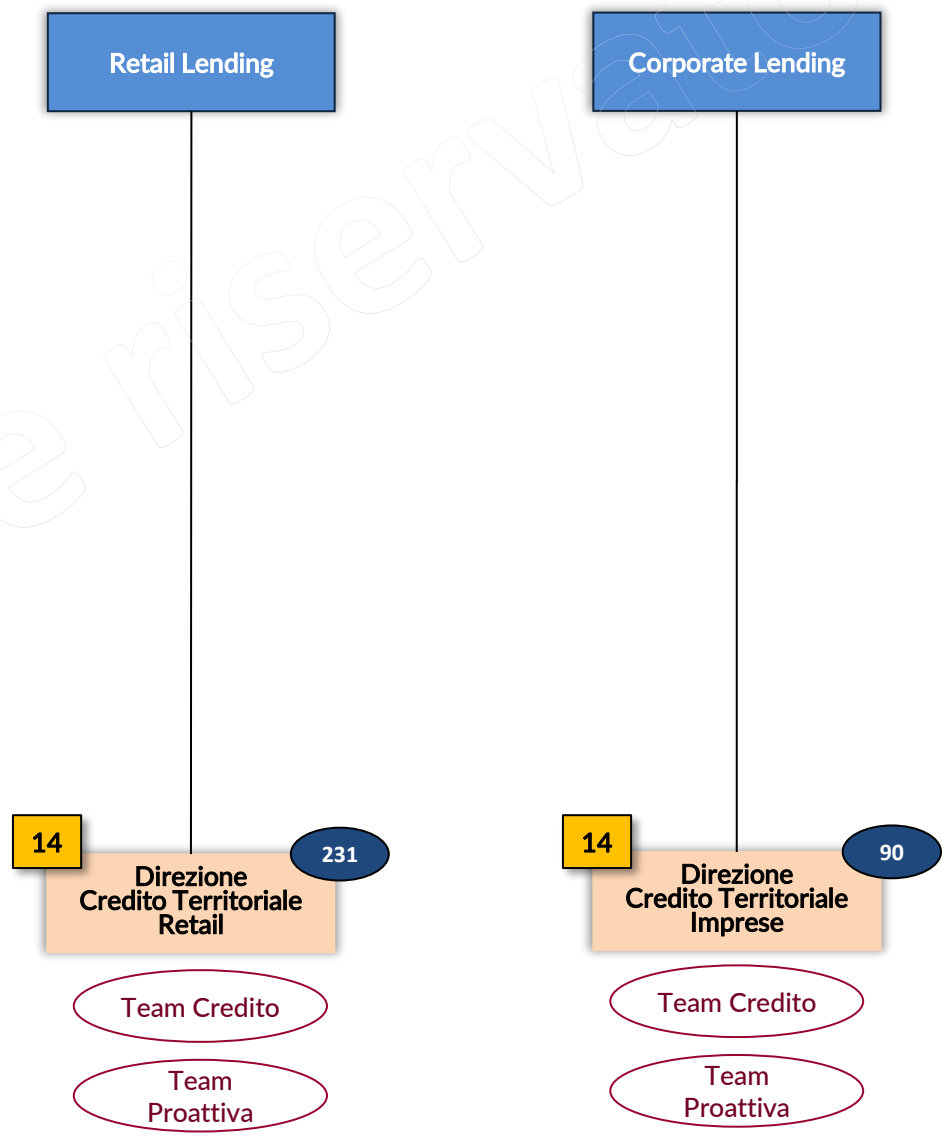 Retail Lending
Corporate Lending
e riservato
14
231
Direzione
Credito Territoriale
Retail
Team Credito
Team
Proattiva
14
90
Direzione
Credito Territoriale
Imprese
Team Credito
Team
Proattiva